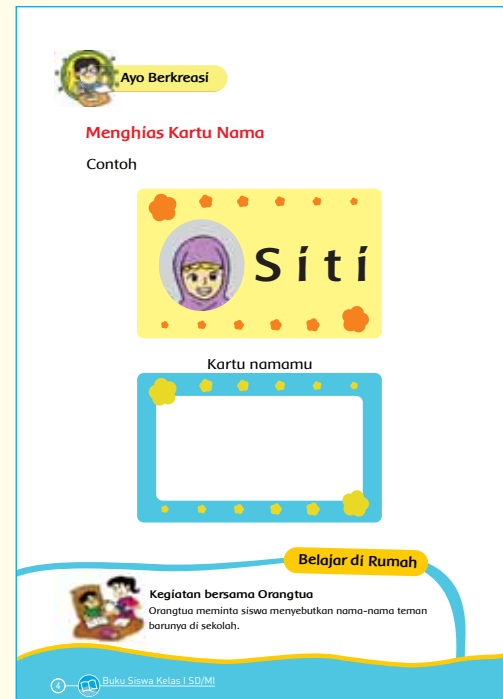 Ayo Berkreasi
Menghias Kartu Nama
Contoh
Siti
Kartu namamu
Belajar di Rumah
Kegiatan bersama Orangtua
Orangtua meminta siswa menyebutkan nama-nama teman
barunya di sekolah.
4 Buku Siswa Kelas I SD/MI